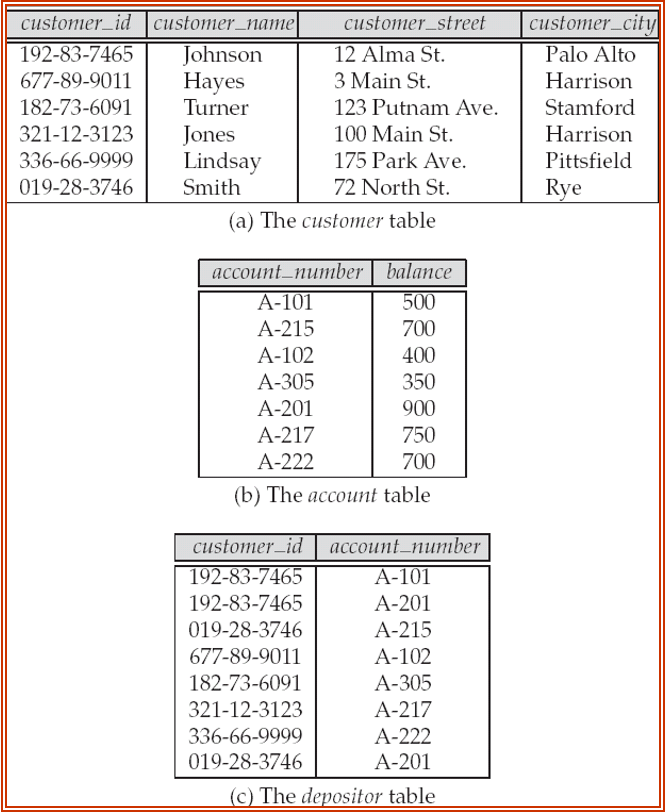 customer_id customer_name customer_street customer_city
192-83-7465 Johnson 12 Alma St. Palo Alto
677-89-9011 Hayes 3 Main St. Harrison
182-73-6091 Turner 123 Putnam Ave. Stamford
321-12-3123 Jones 100 Main St. Harrison
336-66-9999 Lindsay 175 Park Ave. Pittsfield
019-28-3746 Smith 72 North St. Rye
(a) The customer table
account_number balance
A-101 500
A-215 700
A-102 400
A-305 350
A-201 900
A-217 750
A-222 700
(b) The account table
customer_id account_number
192-83-7465 A-101
192-83-7465 A-201
019-28-3746 A-215
677-89-9011 A-102
182-73-6091 A-305
321-12-3123 A-217
336-66-9999 A-222
019-28-3746 A-201
(c) The depositor table